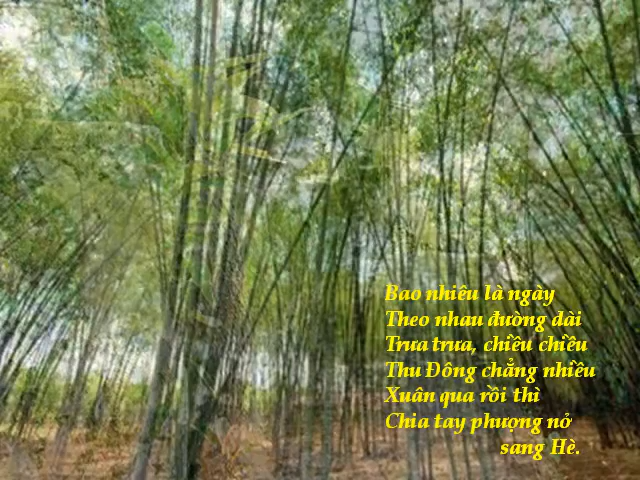 Bao nhiêu là ngày
Theo nhau đường dài
Trưa trưa, chiều chiều
Thu Đông chẳng nhiều
Xuân qua rồi thì
Chia tay phượng nở
sang Hè.